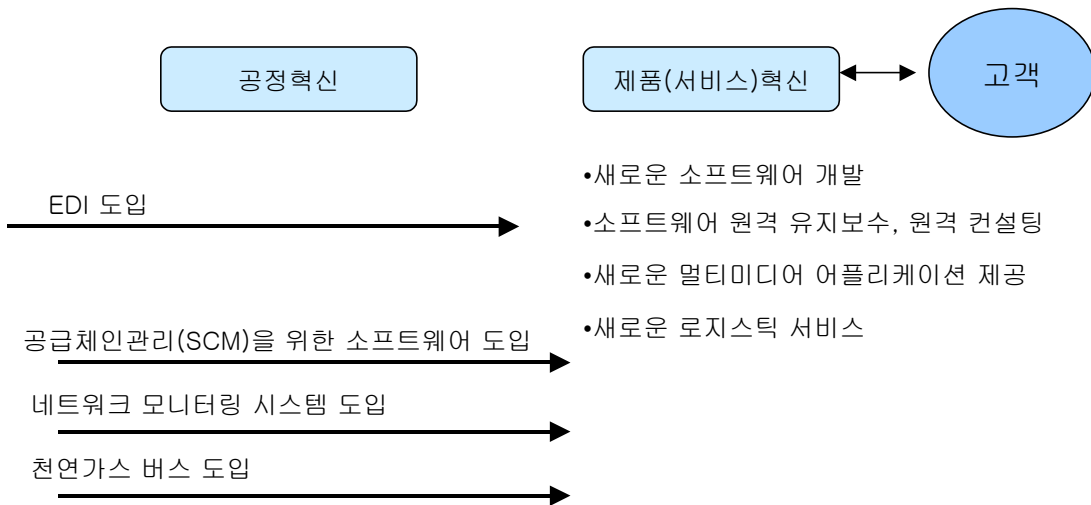 공정혁신
제품(서비스)혁신
고객
EDI 도입
공급체인관리(SCM)을 위한 소프트웨어 도입
네트워크 모니터링 시스템 도입
천연가스 버스 도입
•새로운 소프트웨어 개발
•소프트웨어 원격 유지보수, 원격 컨설팅
•새로운 멀티미디어 어플리케이션 제공
•새로운 로지스틱 서비스